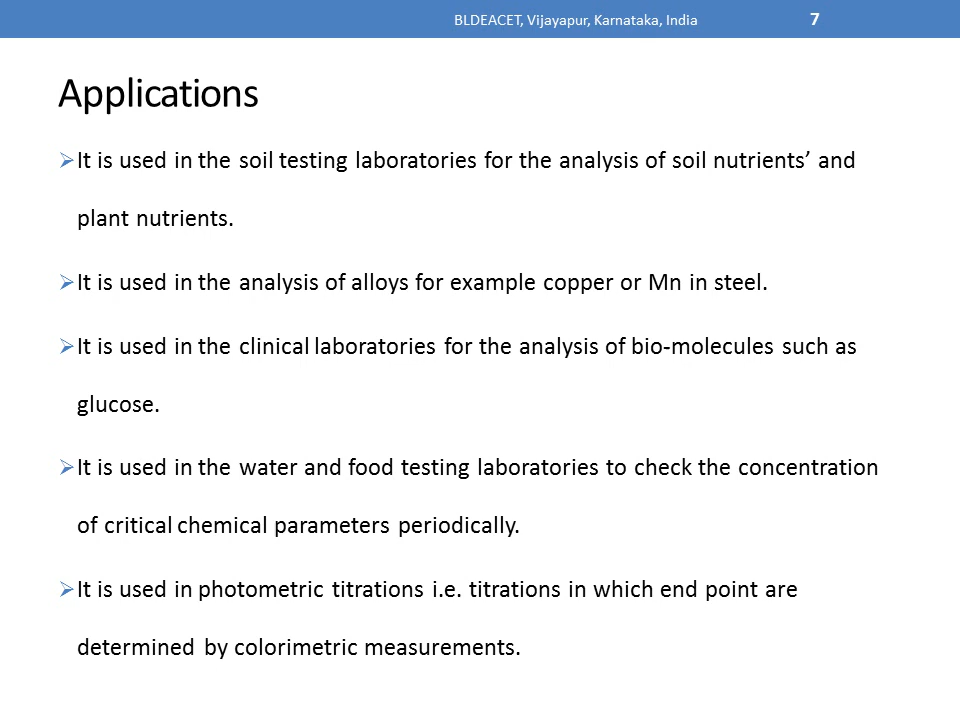 BLDEACET, Vijayapur, Karnataka, India 7
Applications
➢It is used in the soil testing laboratories for the analysis of soil nutrients’ and
plant nutrients.
➢It is used in the analysis of alloys for example copper or Mn in steel.
➢It is used in the clinical laboratories for the analysis of bio-molecules such as
glucose.
➢It is used in the water and food testing laboratories to check the concentration
of critical chemical parameters periodically.
➢It is used in photometric titrations i.e. titrations in which end point are
determined by colorimetric measurements.